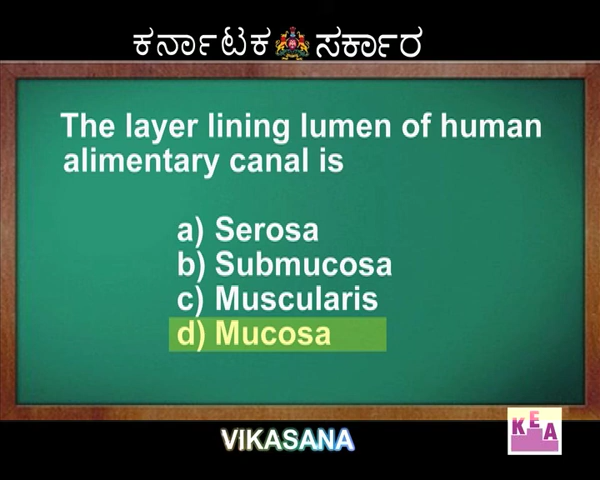 ಕರ್ನಾಟಕ ಸರ್ಕಾರ
The layer lining lumen of human
alimentary canal is
a) Serosa
b) Submucosa
c) Muscularis
d) Mucosa
VIKASANA
KEA